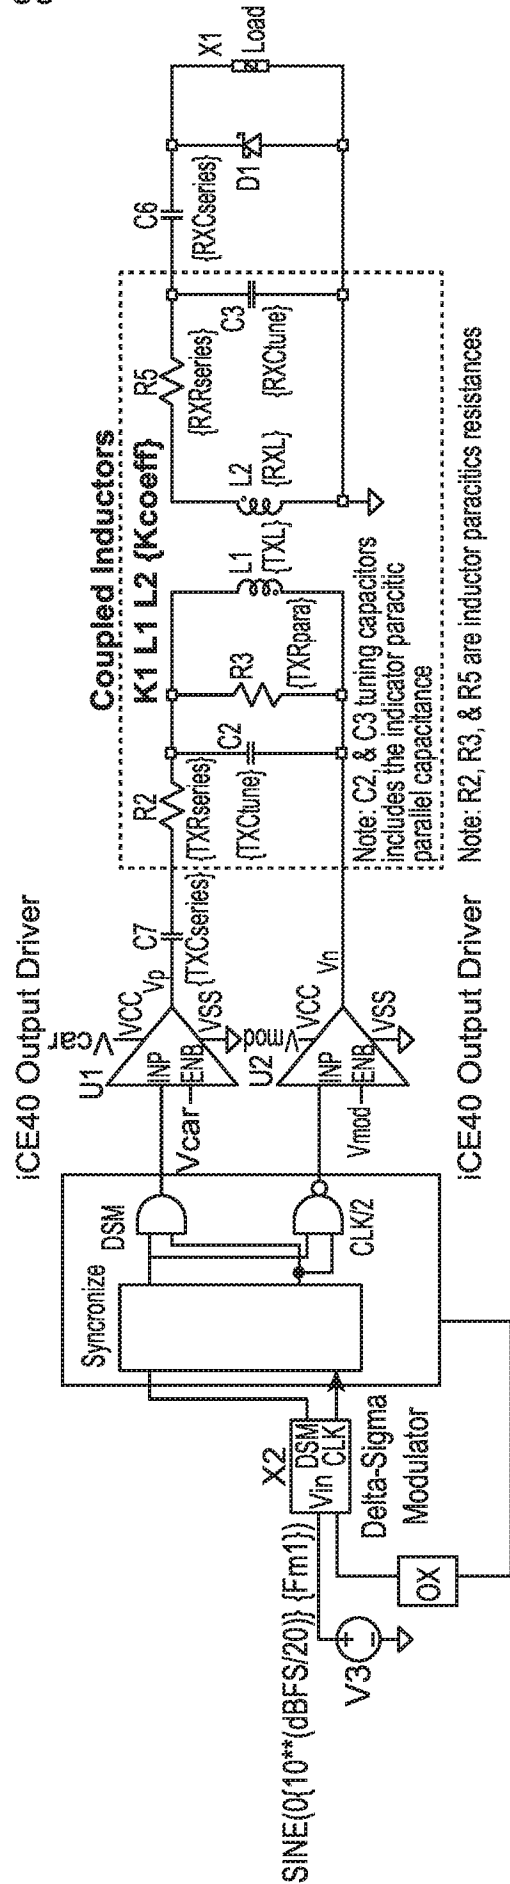 SINE(0{10**(dBFS/20)} {Fm1})
V3
+
−
OX
X2
DSM
Vin
CLK
Delta-Sigma
Modulator
Syncronize
DSM
CLK/2
iCE40 Output Driver
Vcar
VCC
U1
INP
ENB
VSS
Vcar
Vp
Vmod
VCC
U2
INP
ENB
VSS
Vmod
Vn
iCE40 Output Driver
C7
{TXCseries}
Coupled Inductors
K1 L1 L2 {Kcoeff}
R2
{TXRseries}
C2
{TXCtune}
R3
{TXRpara}
L1
{TXL}
L2
{RXL}
R5
{RXRseries}
C3
{RXCtune}
Note: C2, & C3 tuning capacitors
includes the indicator paracitic
parallel capacitance
Note: R2, R3, & R5 are inductor paracitics resistances
C6
{RXCseries}
D1
X1
Load